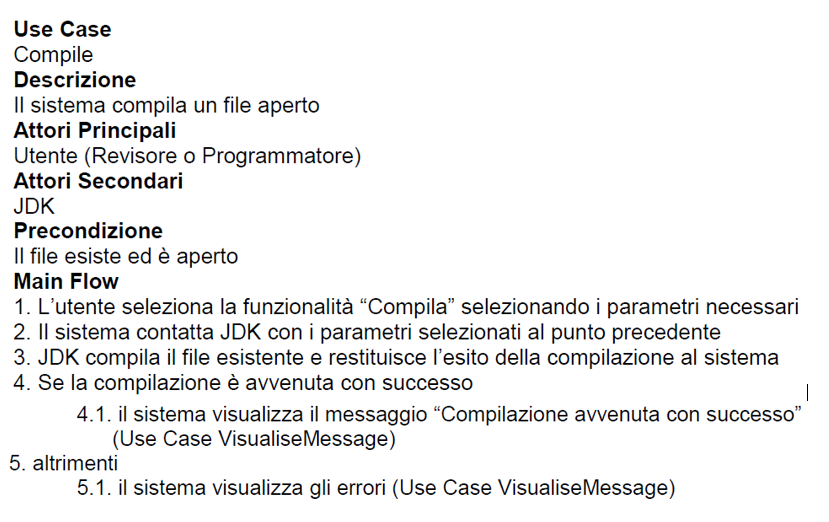 Use Case
Compile
Descrizione
Il sistema compila un file aperto
Attori Principali
Utente (Revisore o Programmatore)
Attori Secondari
JDK
Precondizione
Il file esiste ed è aperto
Main Flow
1. L’utente seleziona la funzionalità “Compila” selezionando i parametri necessari
2. Il sistema contatta JDK con i parametri selezionati al punto precedente
3. JDK compila il file esistente e restituisce l’esito della compilazione al sistema
4. Se la compilazione è avvenuta con successo
4.1. il sistema visualizza il messaggio “Compilazione avvenuta con successo”
(Use Case VisualiseMessage)
5. altrimenti
5.1. il sistema visualizza gli errori (Use Case VisualiseMessage)